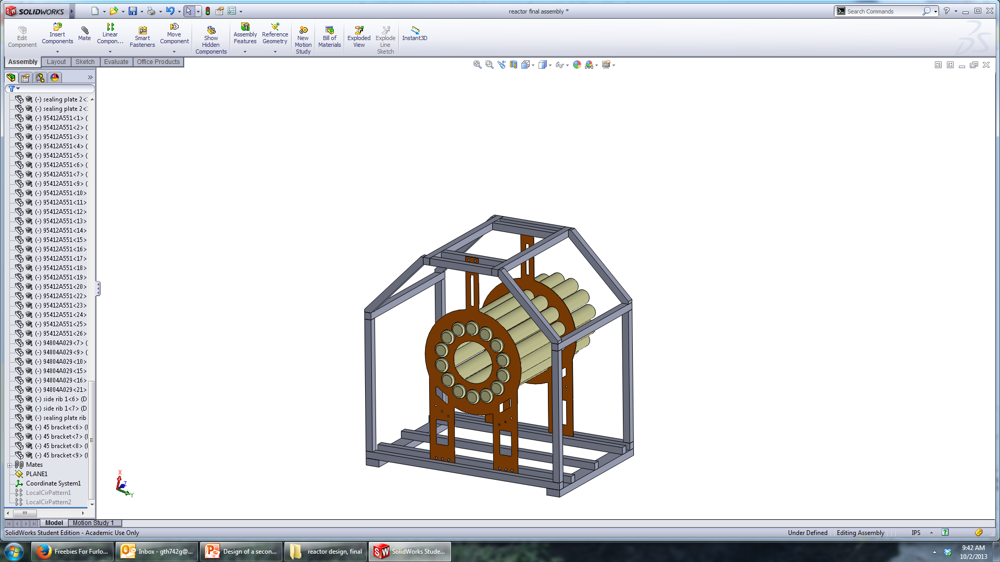 SOLIDWORKS
reactor final assembly *
Search Commands
Edit Component
Insert Components
Mate
Linear Compon...
Smart Fasteners
Move Component
Show Hidden Components
Assembly Features
Reference Geometry
New Motion Study
Bill of Materials
Exploded View
Explode Line Sketch
Instant3D
Assembly Layout Sketch Evaluate Office Products
(-) sealing plate 2<
(-) sealing plate 2<
(-) 95412A551<1> (
(-) 95412A551<2> (
(-) 95412A551<3> (
(-) 95412A551<4> (
(-) 95412A551<5> (
(-) 95412A551<6> (
(-) 95412A551<7> (
(-) 95412A551<9> (
(-) 95412A551<10>
(-) 95412A551<11>
(-) 95412A551<12>
(-) 95412A551<13>
(-) 95412A551<14>
(-) 95412A551<15>
(-) 95412A551<16>
(-) 95412A551<17>
(-) 95412A551<18>
(-) 95412A551<19>
(-) 95412A551<20>
(-) 95412A551<22>
(-) 95412A551<23>
(-) 95412A551<24>
(-) 95412A551<25>
(-) 95412A551<26>
(-) 94804A029<7> (
(-) 94804A029<9> (
(-) 94804A029<10>
(-) 94804A029<15>
(-) 94804A029<16>
(-) 94804A029<21>
(-) side rib 1<6> (D
(-) side rib 1<7> (D
(-) sealing plate rib
(-) 45 bracket<6> (
(-) 45 bracket<7> (
(-) 45 bracket<8> (
(-) 45 bracket<9> (
Mates
PLANE1
Coordinate System1
LocalCirPattern1
LocalCirPattern2
X
Z
Y
Model Motion Study 1
SolidWorks Student Edition - Academic Use Only
Under Defined Editing Assembly IPS
Freebies For Furlo...
Inbox - gth742g@...
Design of a secon...
reactor design, final
SolidWorks Stude...
9:42 AM
10/2/2013